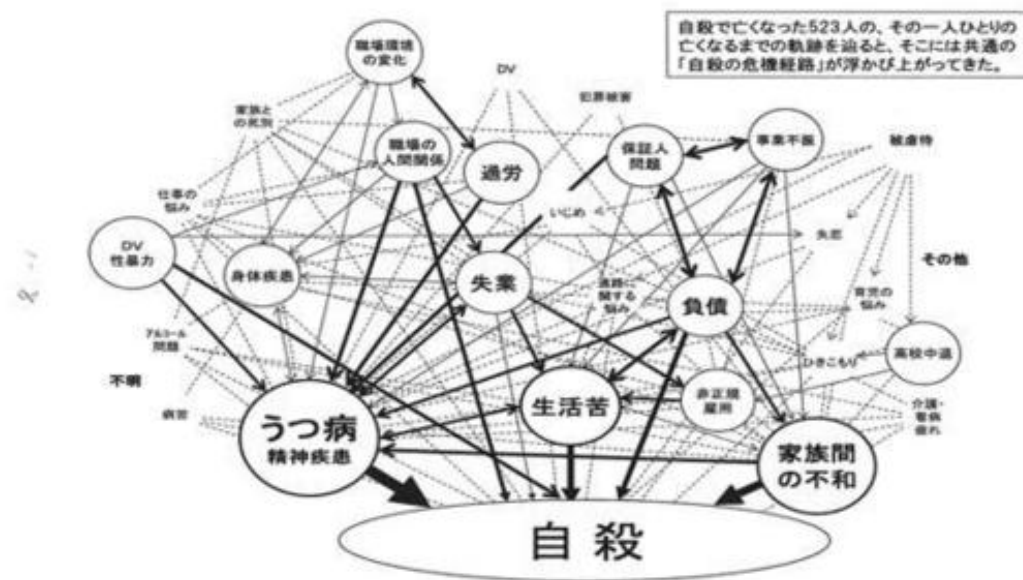 自殺で亡くなった523人の、その一人ひとりの
亡くなるまでの軌跡を辿ると、そこには共通の
「自殺の危機経路」が浮かび上がってきた。
職場環境
の変化
DV
犯罪被害
家族と
の死別
職場の
人間関係
過労
保証人
問題
事業不振
被虐待
仕事の
悩み
いじめ
失恋
DV
性暴力
身体疾患
失業
進路に
関する
悩み
負債
その他
育児の
悩み
アルコール
問題
不明
ひきこもり
高校中退
病苦
うつ病
精神疾患
生活苦
非正規
雇用
介護・
看病
疲れ
家族間
の不和
自殺